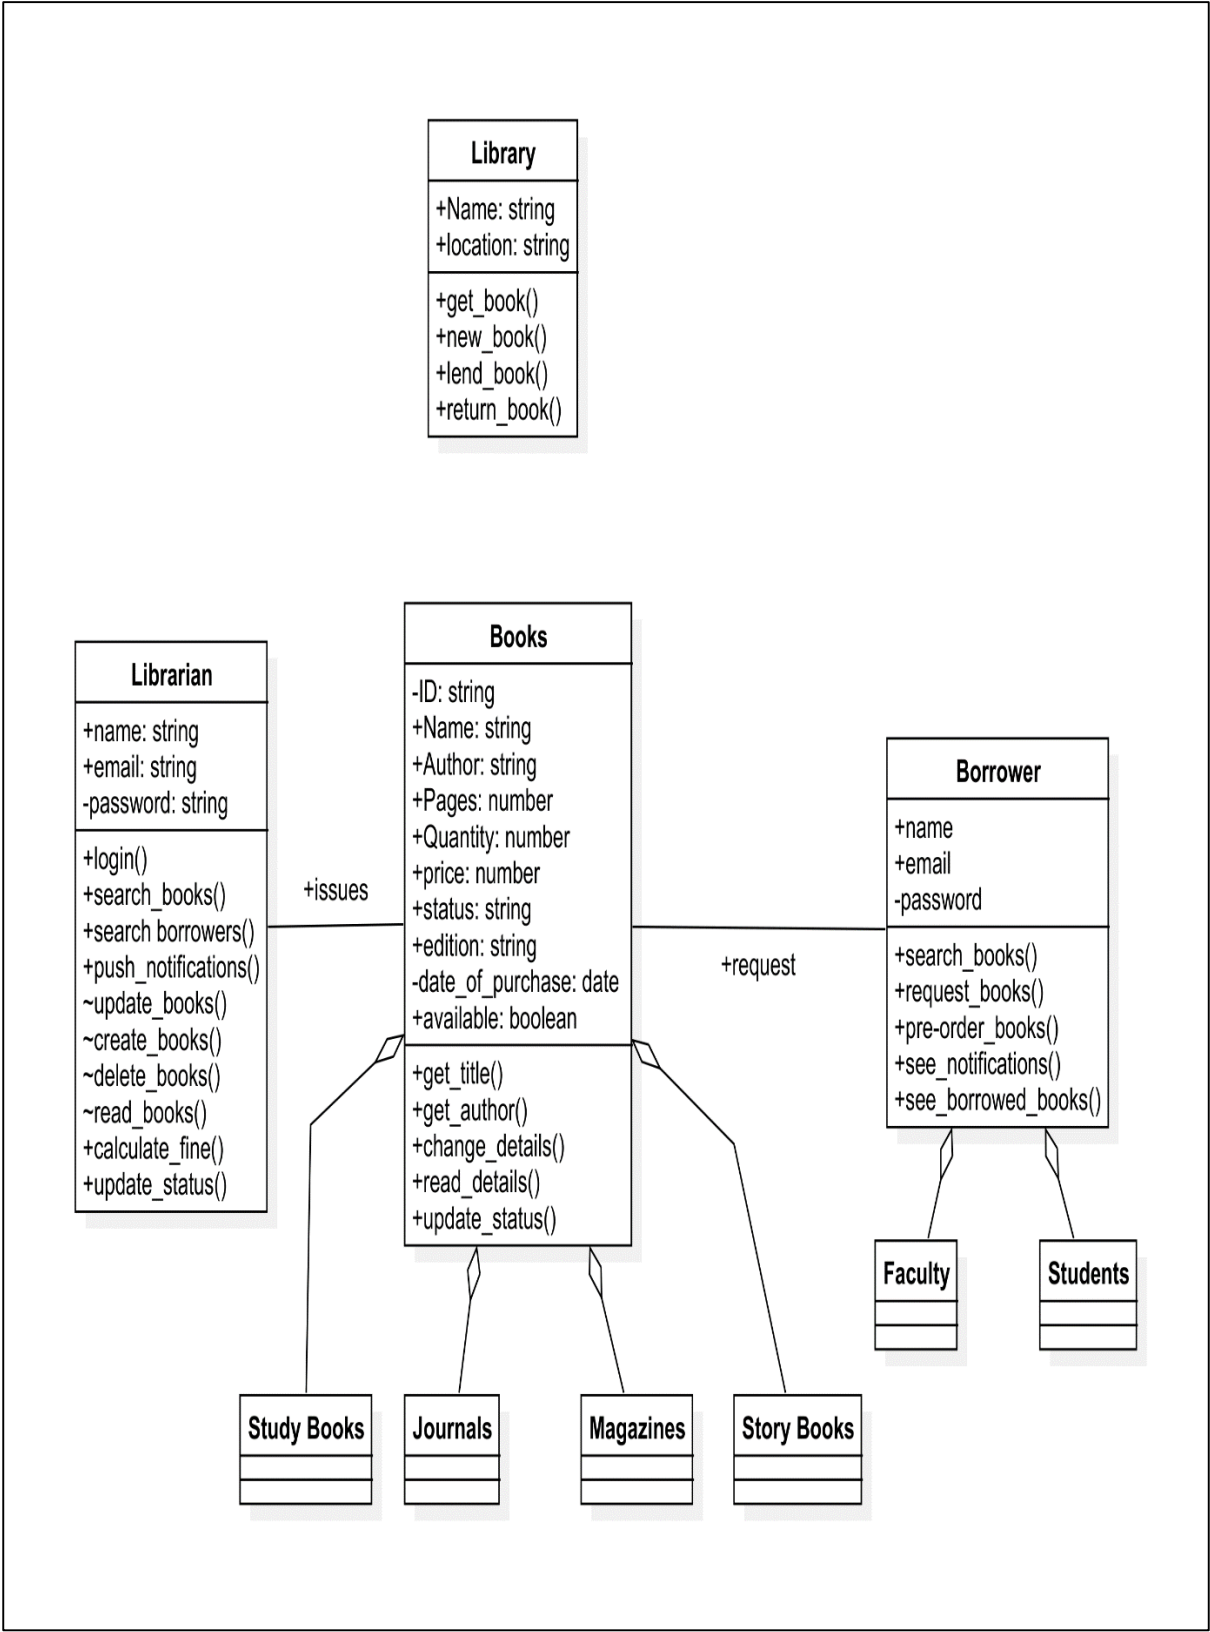 Library
+Name: string
+location: string
+get_book()
+new_book()
+lend_book()
+return_book()
Librarian
+name: string
+email: string
-password: string
+login()
+search_books()
+search borrowers()
+push_notifications()
~update_books()
~create_books()
~delete_books()
~read_books()
+calculate_fine()
+update_status()
+issues
Books
-ID: string
+Name: string
+Author: string
+Pages: number
+Quantity: number
+price: number
+status: string
+edition: string
-date_of_purchase: date
+available: boolean
+get_title()
+get_author()
+change_details()
+read_details()
+update_status()
+request
Borrower
+name
+email
-password
+search_books()
+request_books()
+pre-order_books()
+see_notifications()
+see_borrowed_books()
Faculty
Students
Study Books
Journals
Magazines
Story Books